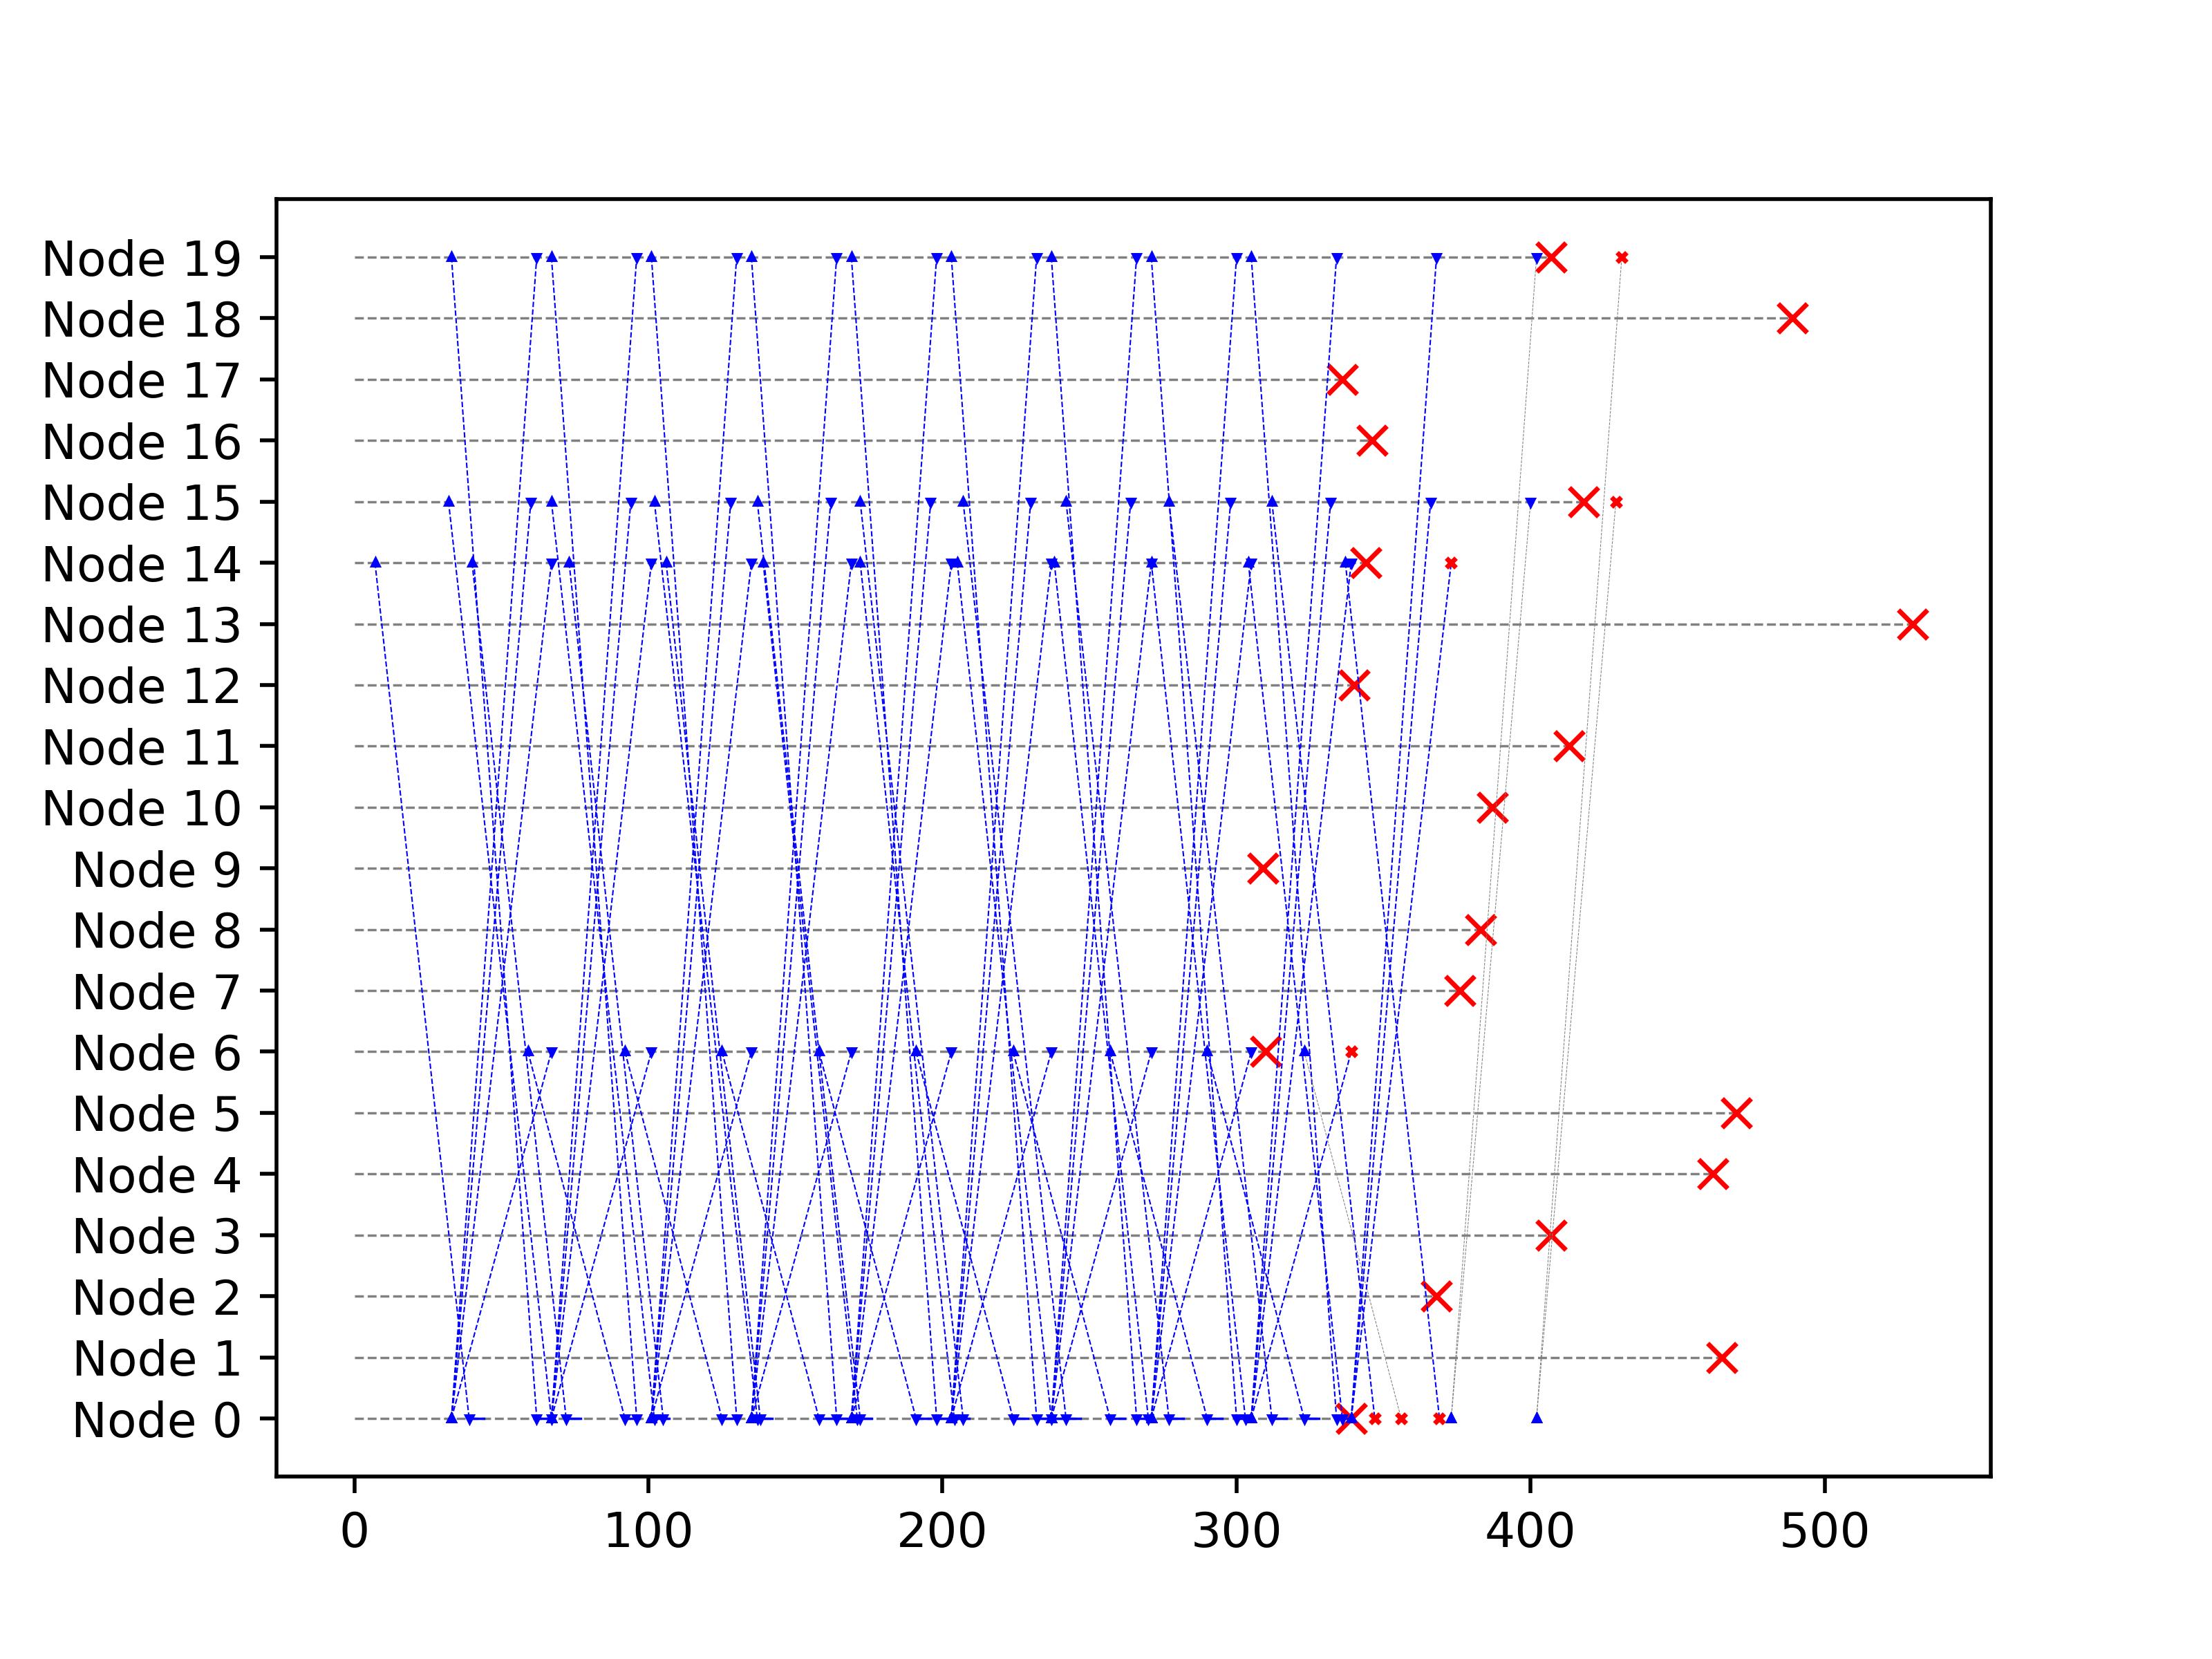 Node 19
Node 18
Node 17
Node 16
Node 15
Node 14
Node 13
Node 12
Node 11
Node 10
Node 9
Node 8
Node 7
Node 6
Node 5
Node 4
Node 3
Node 2
Node 1
Node 0
0 100 200 300 400 500